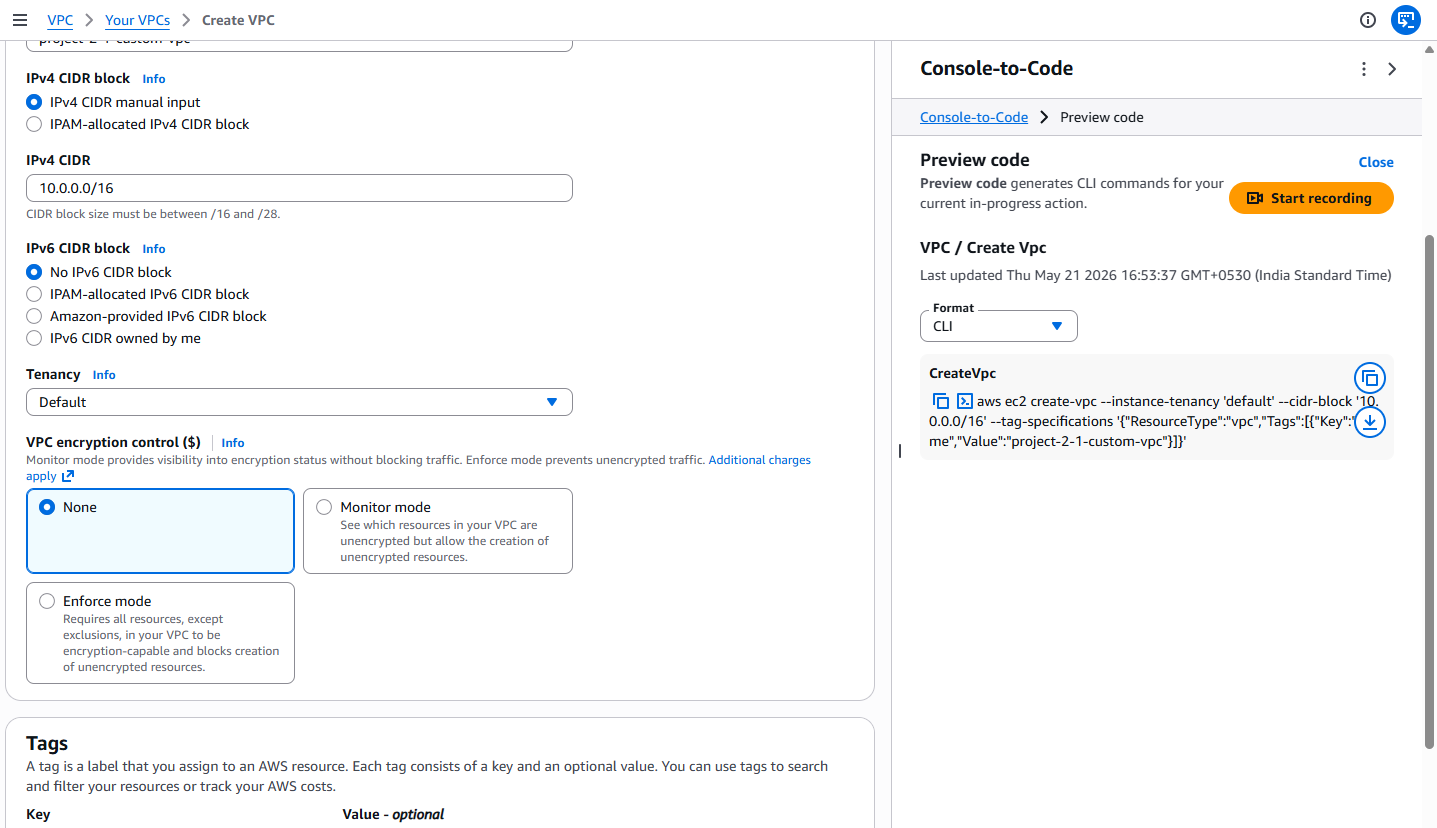 VPC > Your VPCs > Create VPC
project-2-1-custom-vpc
IPv4 CIDR block Info
IPv4 CIDR manual input
IPAM-allocated IPv4 CIDR block
IPv4 CIDR
10.0.0.0/16
CIDR block size must be between /16 and /28.
IPv6 CIDR block Info
No IPv6 CIDR block
IPAM-allocated IPv6 CIDR block
Amazon-provided IPv6 CIDR block
IPv6 CIDR owned by me
Tenancy Info
Default
VPC encryption control ($) Info
Monitor mode provides visibility into encryption status without blocking traffic. Enforce mode prevents unencrypted traffic. Additional charges
apply
None
Monitor mode
See which resources in your VPC are
unencrypted but allow the creation of
unencrypted resources.
Enforce mode
Requires all resources, except
exclusions, in your VPC to be
encryption-capable and blocks creation
of unencrypted resources.
Tags
A tag is a label that you assign to an AWS resource. Each tag consists of a key and an optional value. You can use tags to search
and filter your resources or track your AWS costs.
Key
Value - optional
Console-to-Code
Console-to-Code > Preview code
Preview code
Close
Preview code generates CLI commands for your
current in-progress action.
Start recording
VPC / Create Vpc
Last updated Thu May 21 2026 16:53:37 GMT+0530 (India Standard Time)
Format
CLI
CreateVpc
aws ec2 create-vpc --instance-tenancy 'default' --cidr-block '10.
0.0.0/16' --tag-specifications '{"ResourceType":"vpc","Tags":[{"Key":"
me","Value":"project-2-1-custom-vpc"}]}'